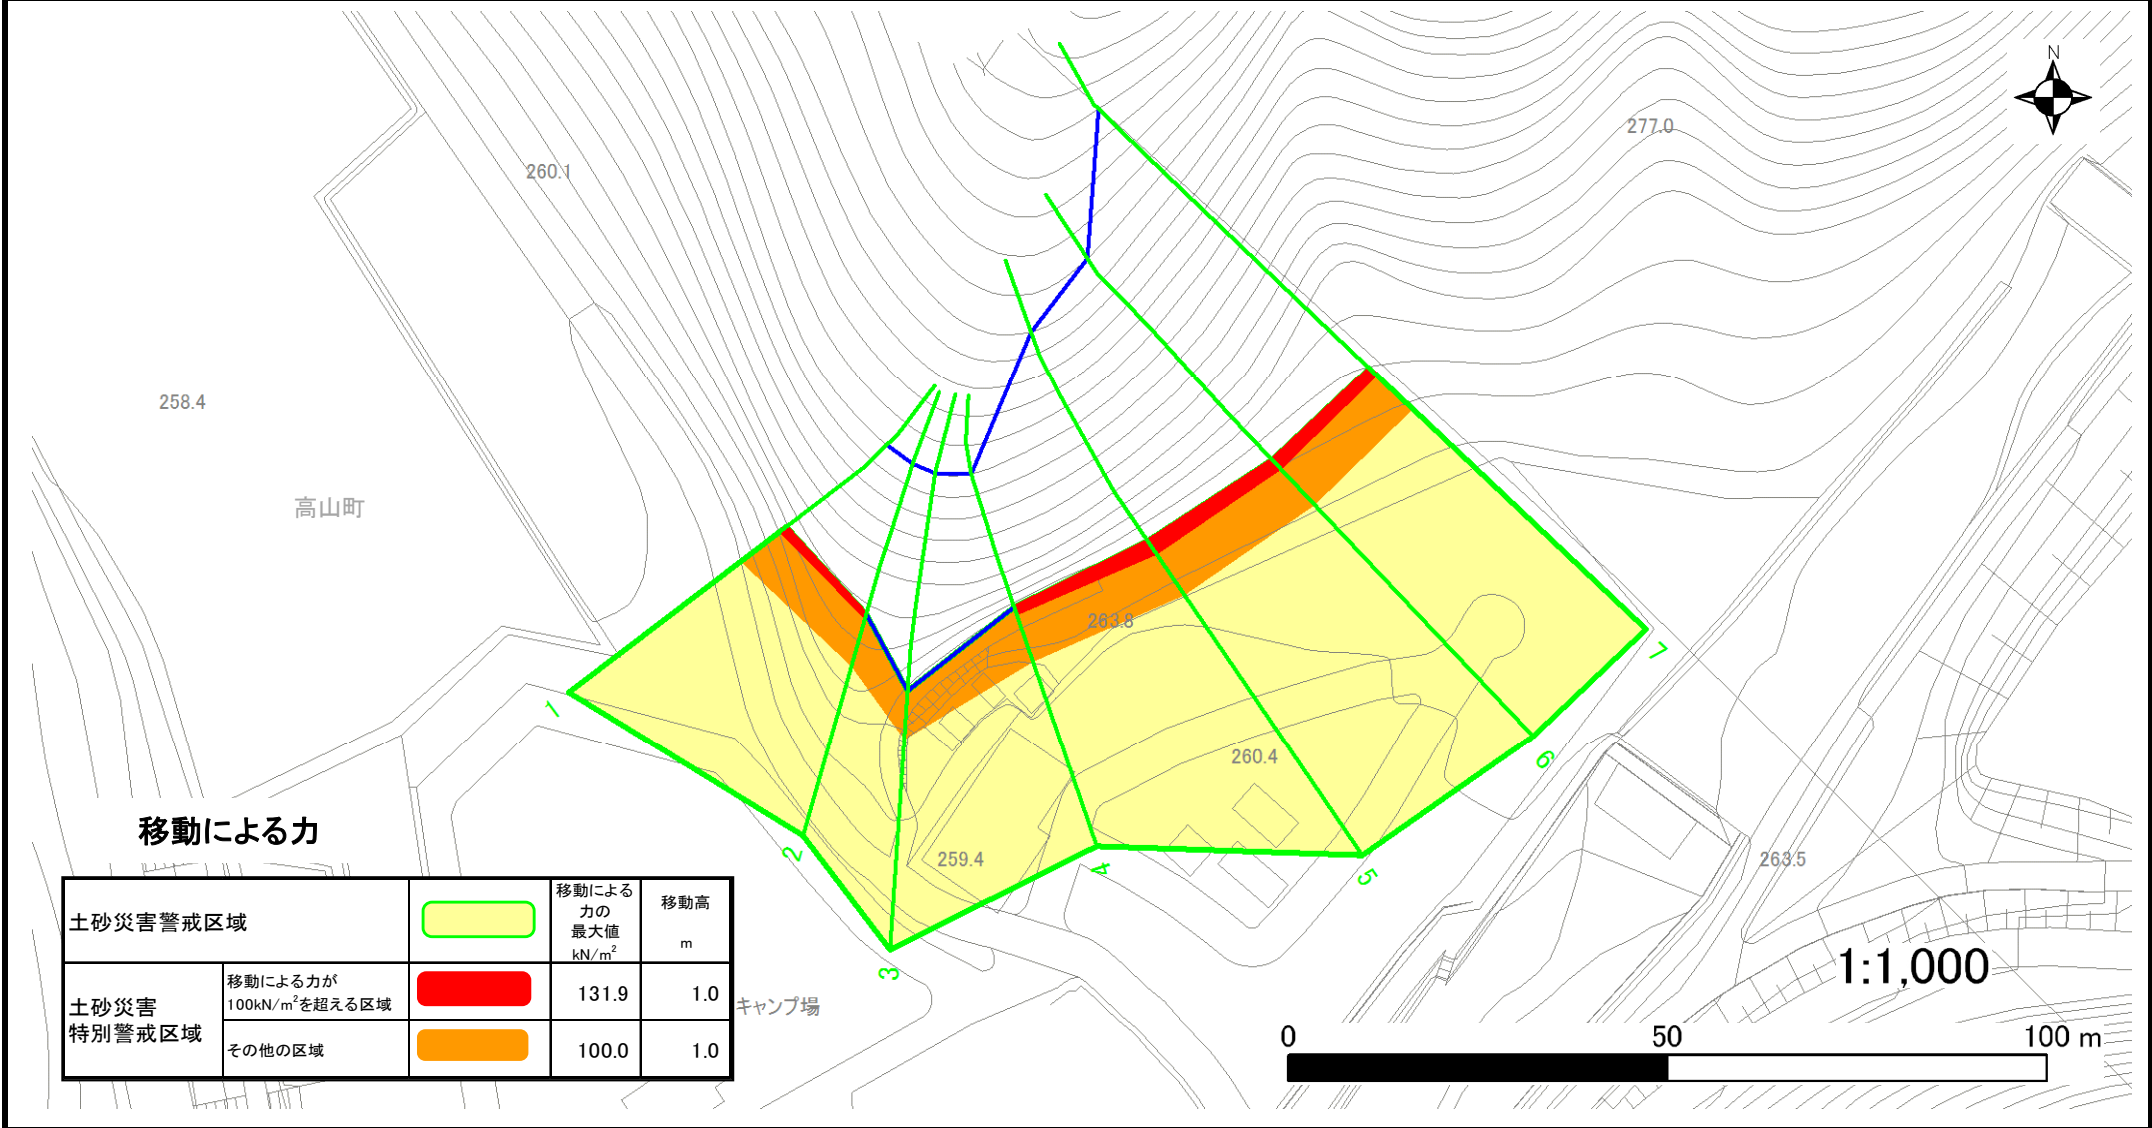 N
277.0
260.1
258.4
高山町
263.8
260.4
259.4
263.5
1
2
3
4
5
6
7
移動による力
土砂災害警戒区域
移動による
力の
最大値
kN/m²
移動高
m
土砂災害
特別警戒区域
移動による力が
100kN/m²を超える区域
131.9
1.0
その他の区域
100.0
1.0
キャンプ場
1:1,000
0 50 100 m